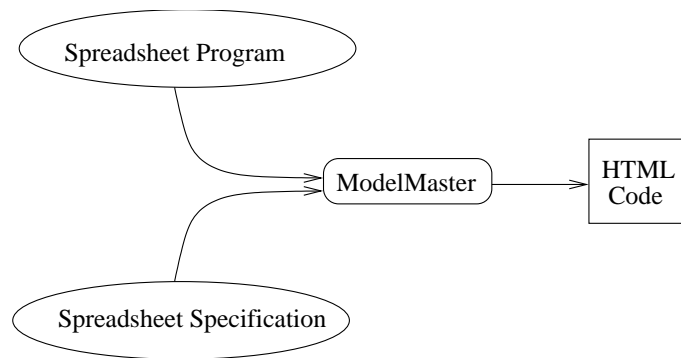 Spreadsheet Program
ModelMaster
HTML
Code
Spreadsheet Specification